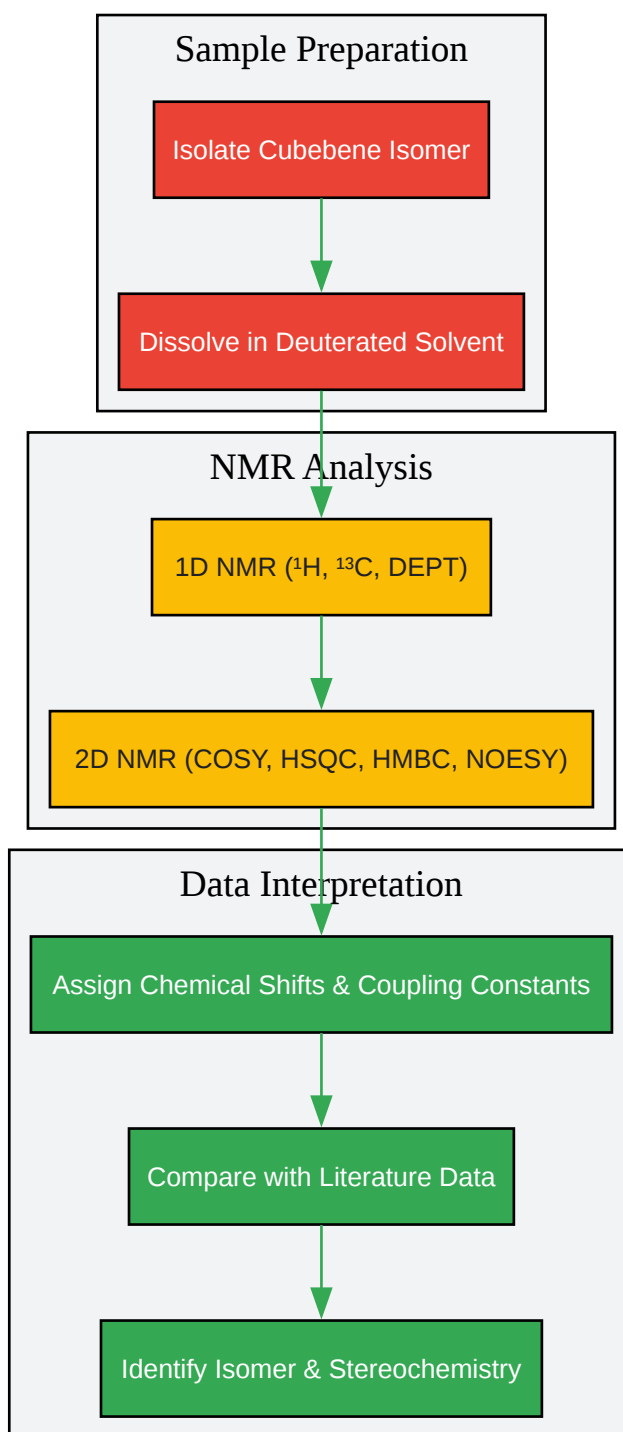 Sample Preparation
Isolate Cubebene Isomer
Dissolve in Deuterated Solvent
NMR Analysis
1D NMR (¹H, ¹³C, DEPT)
2D NMR (COSY, HSQC, HMBC, NOESY)
Data Interpretation
Assign Chemical Shifts & Coupling Constants
Compare with Literature Data
Identify Isomer & Stereochemistry